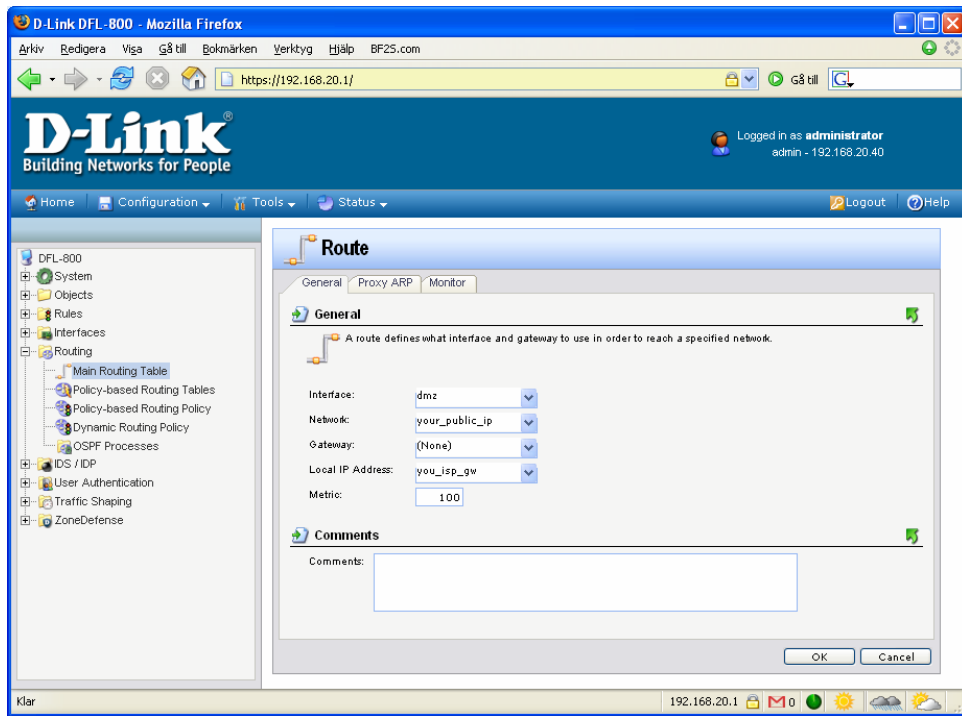 D-Link DFL-800 - Mozilla Firefox
Arkiv Redigera Visa Gå till Bokmärken Verktyg Hjälp BF2S.com
https://192.168.20.1/ Gå till G
D-Link®
Building Networks for People
Logged in as administrator
admin - 192.168.20.40
Home Configuration Tools Status Logout Help
DFL-800
System
Objects
Rules
Interfaces
Routing
Main Routing Table
Policy-based Routing Tables
Policy-based Routing Policy
Dynamic Routing Policy
OSPF Processes
IDS / IDP
User Authentication
Traffic Shaping
ZoneDefense
Route
General Proxy ARP Monitor
General
A route defines what interface and gateway to use in order to reach a specified network.
Interface: dmz
Network: your_public_ip
Gateway: (None)
Local IP Address: you_isp_gw
Metric: 100
Comments
Comments:
OK Cancel
Klar 192.168.20.1 0